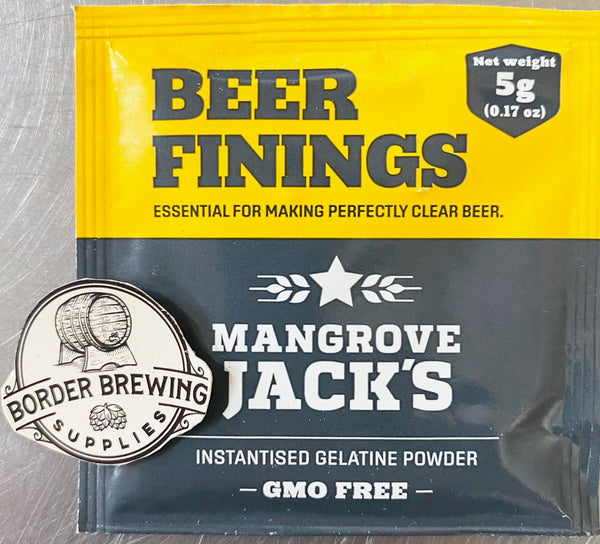 BEER
FININGS
ESSENTIAL FOR MAKING PERFECTLY CLEAR BEER.
Net weight
5g
(0.17 oz)
MANGROVE
JACK'S
INSTANTISED GELATINE POWDER
– GMO FREE –
BORDER BREWING
SUPPLIES